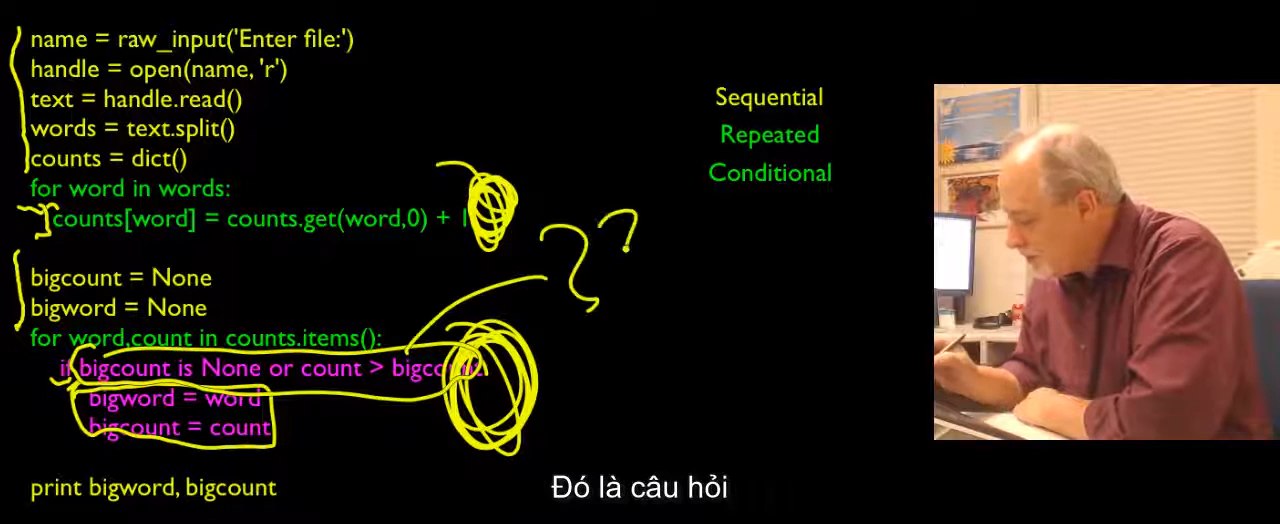 name = raw_input('Enter file:')
handle = open(name, 'r')
text = handle.read()
words = text.split()
counts = dict()
for word in words:
counts[word] = counts.get(word,0) + 1
bigcount = None
bigword = None
for word,count in counts.items():
if bigcount is None or count > bigcount:
bigword = word
bigcount = count
print bigword, bigcount
Sequential
Repeated
Conditional
? ?
Đó là câu hỏi